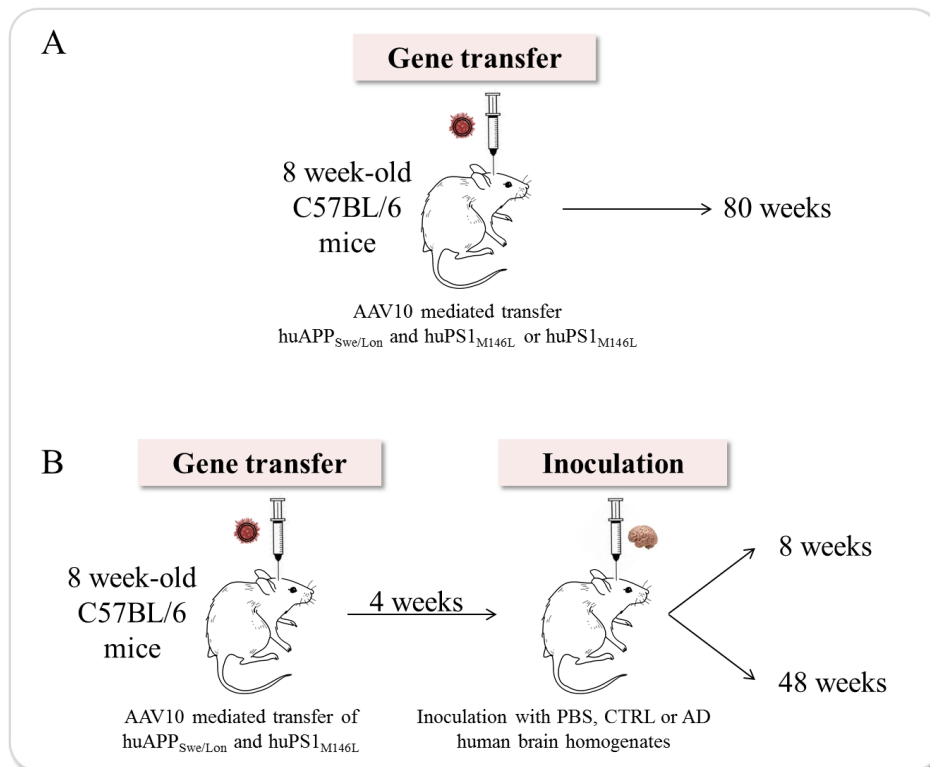 A
Gene transfer
8 week-old
C57BL/6
mice
80 weeks
AAV10 mediated transfer
huAPPSwe/Lon and huPS1M146L or huPS1M146L
B
Gene transfer
Inoculation
8 week-old
C57BL/6
mice
4 weeks
8 weeks
48 weeks
AAV10 mediated transfer of
huAPPSwe/Lon and huPS1M146L
Inoculation with PBS, CTRL or AD
human brain homogenates